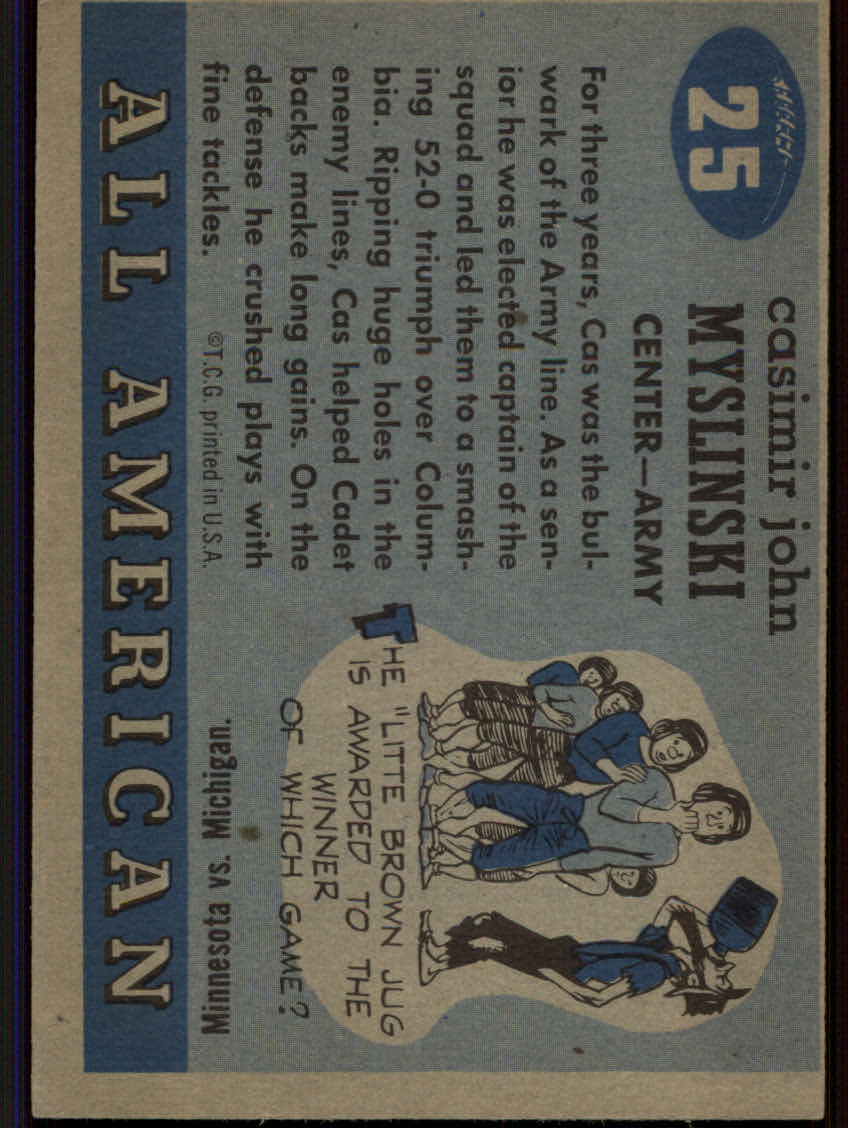 25
casimir john
MYSLINSKI
CENTER—ARMY
For three years, Cas was the bul-
wark of the Army line. As a sen-
ior he was elected captain of the
squad and led them to a smash-
ing 52-0 triumph over Colum-
bia. Ripping huge holes in the
enemy lines, Cas helped Cadet
backs make long gains. On the
defense he crushed plays with
fine tackles.
©T.C.G. printed in U.S.A.
THE "LITTE BROWN JUG
IS AWARDED TO THE
WINNER
OF WHICH GAME?
Minnesota vs. Michigan.
ALL AMERICAN